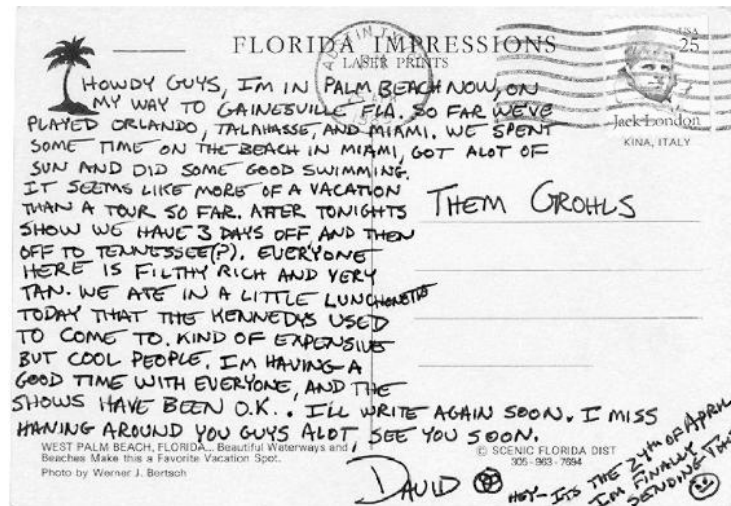 FLORIDA IMPRESSIONS
LASER PRINTS
AUSTIN TX
USA
25
Jack London
KINA, ITALY
HOWDY GUYS, I'M IN PALM BEACH NOW, ON
MY WAY TO GAINESVILLE FLA. SO FAR WE'VE
PLAYED ORLANDO, TALAHASSE, AND MIAMI. WE SPENT
SOME TIME ON THE BEACH IN MIAMI, GOT ALOT OF
SUN AND DID SOME GOOD SWIMMING.
IT SEEMS LIKE MORE OF A VACATION
THAN A TOUR SO FAR. AFTER TONIGHTS
SHOW WE HAVE 3 DAYS OFF AND THEN
OFF TO TENNESSEE(?). EVERYONE
HERE IS FILTHY RICH AND VERY
TAN. WE ATE IN A LITTLE LUNCHONETTE
TODAY THAT THE KENNEDYS USED
TO COME TO. KIND OF EXPENSIVE
BUT COOL PEOPLE. I'M HAVING A
GOOD TIME WITH EVERYONE, AND THE
SHOWS HAVE BEEN O.K.. I'LL WRITE AGAIN SOON. I MISS
HANING AROUND YOU GUYS ALOT, SEE YOU SOON.
DAVID
THEM GROHLS
WEST PALM BEACH, FLORIDA... Beautiful Waterways and
Beaches Make this a Favorite Vacation Spot.
Photo by Werner J. Bertsch
© SCENIC FLORIDA DIST
305-963-7694
HEY- ITS THE 24TH OF APRIL
I'M FINALLY
SENDING THAT